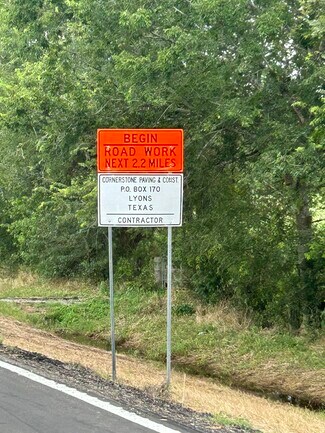 BEGIN
ROAD WORK
NEXT 2.2 MILES
CORNERSTONE PAVING & CONST.
P.O. BOX 170
LYONS
TEXAS
CONTRACTOR